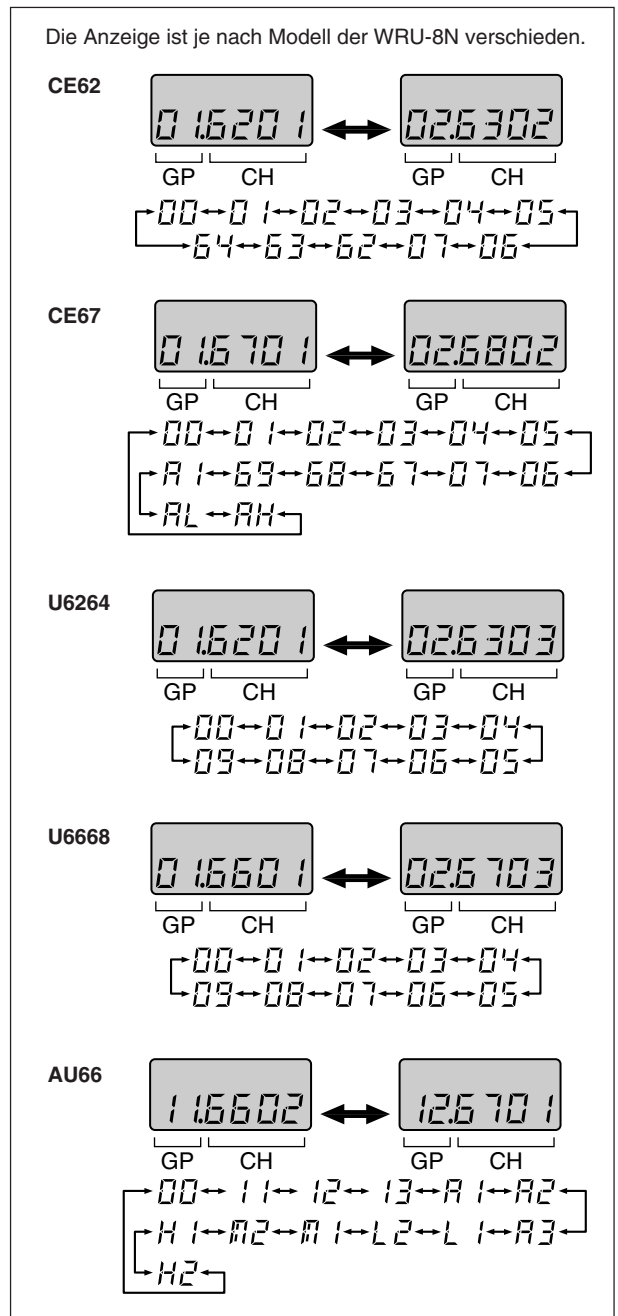 Die Anzeige ist je nach Modell der WRU-8N verschieden.
CE62
01.6201 ↔ 02.6302
GP CH GP CH
00↔01↔02↔03↔04↔05
64↔63↔62↔07↔06
CE67
01.6701 ↔ 02.6802
GP CH GP CH
00↔01↔02↔03↔04↔05
A1↔69↔68↔67↔07↔06
AL↔AH
U6264
01.6201 ↔ 02.6303
GP CH GP CH
00↔01↔02↔03↔04
09↔08↔07↔06↔05
U6668
01.6601 ↔ 02.6703
GP CH GP CH
00↔01↔02↔03↔04
09↔08↔07↔06↔05
AU66
11.6602 ↔ 12.6701
GP CH GP CH
00↔11↔12↔13↔A1↔A2
H1↔M2↔M1↔L2↔L1↔A3
H2